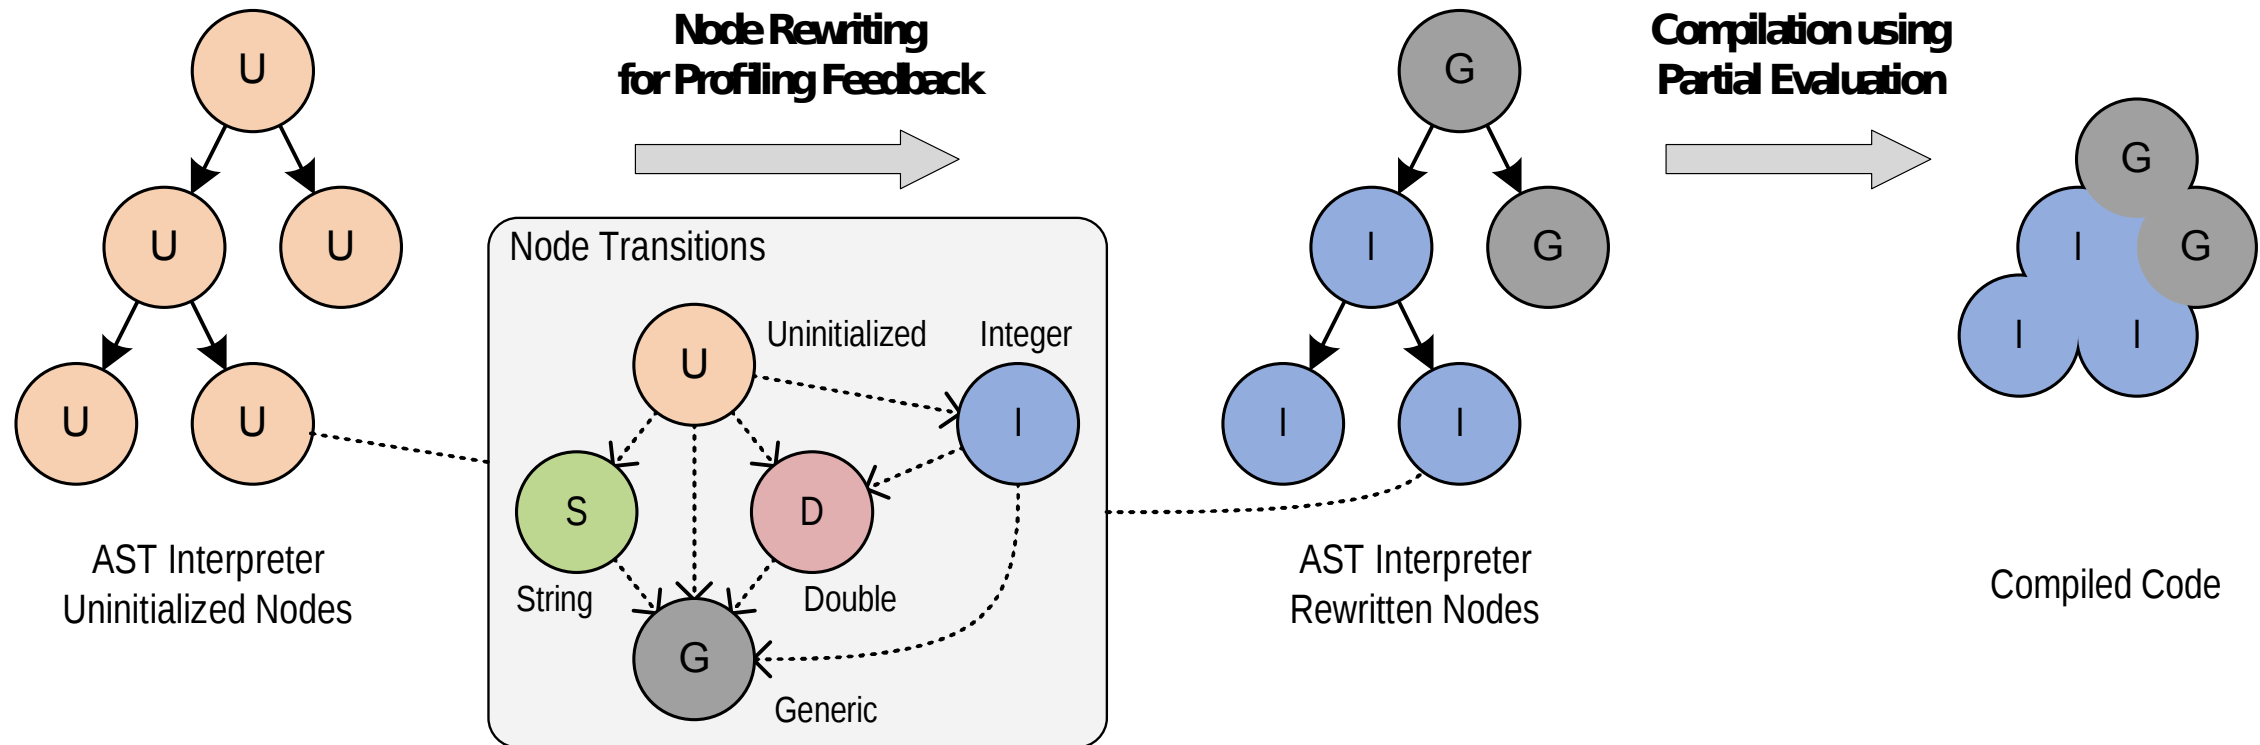 U
U
U
U
U
AST Interpreter
Uninitialized Nodes
Node Rewriting
for Profiling Feedback
Node Transitions
U
Uninitialized
Integer
I
S
D
String
Double
G
Generic
G
I
G
I
I
AST Interpreter
Rewritten Nodes
Compilation using
Partial Evaluation
G
I
G
I
I
Compiled Code